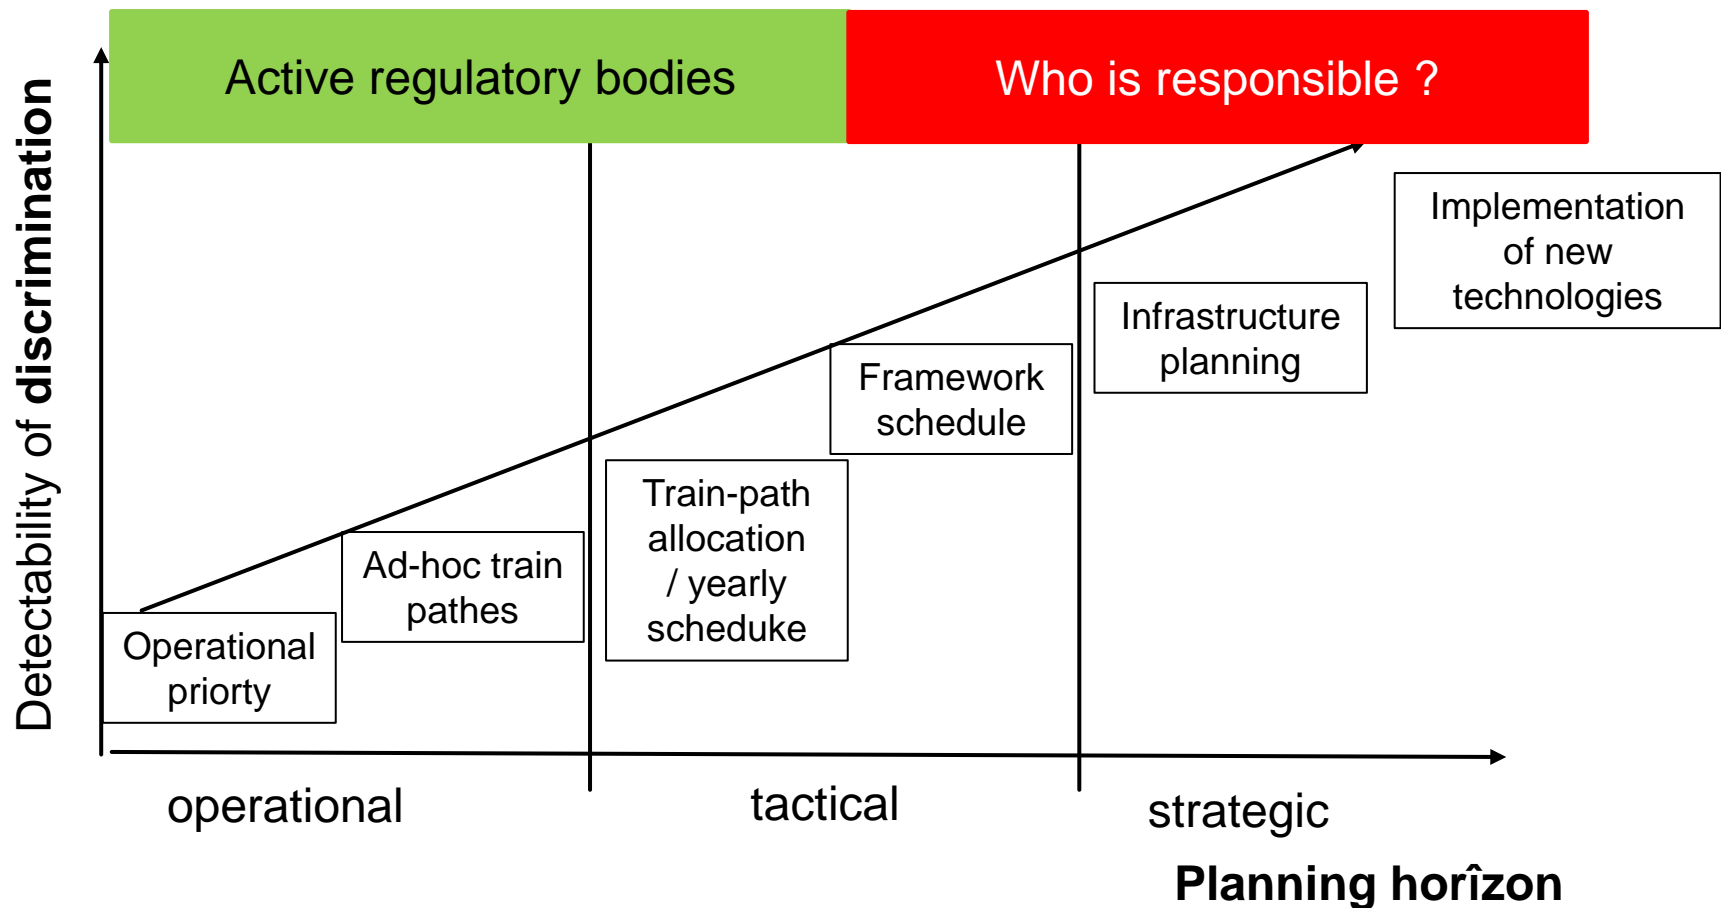 Active regulatory bodies
Who is responsible ?
Detectability of discrimination
Implementation
of new
technologies
Infrastructure
planning
Framework
schedule
Train-path
allocation
/ yearly
scheduke
Ad-hoc train
pathes
Operational
priorty
operational
tactical
strategic
Planning horîzon